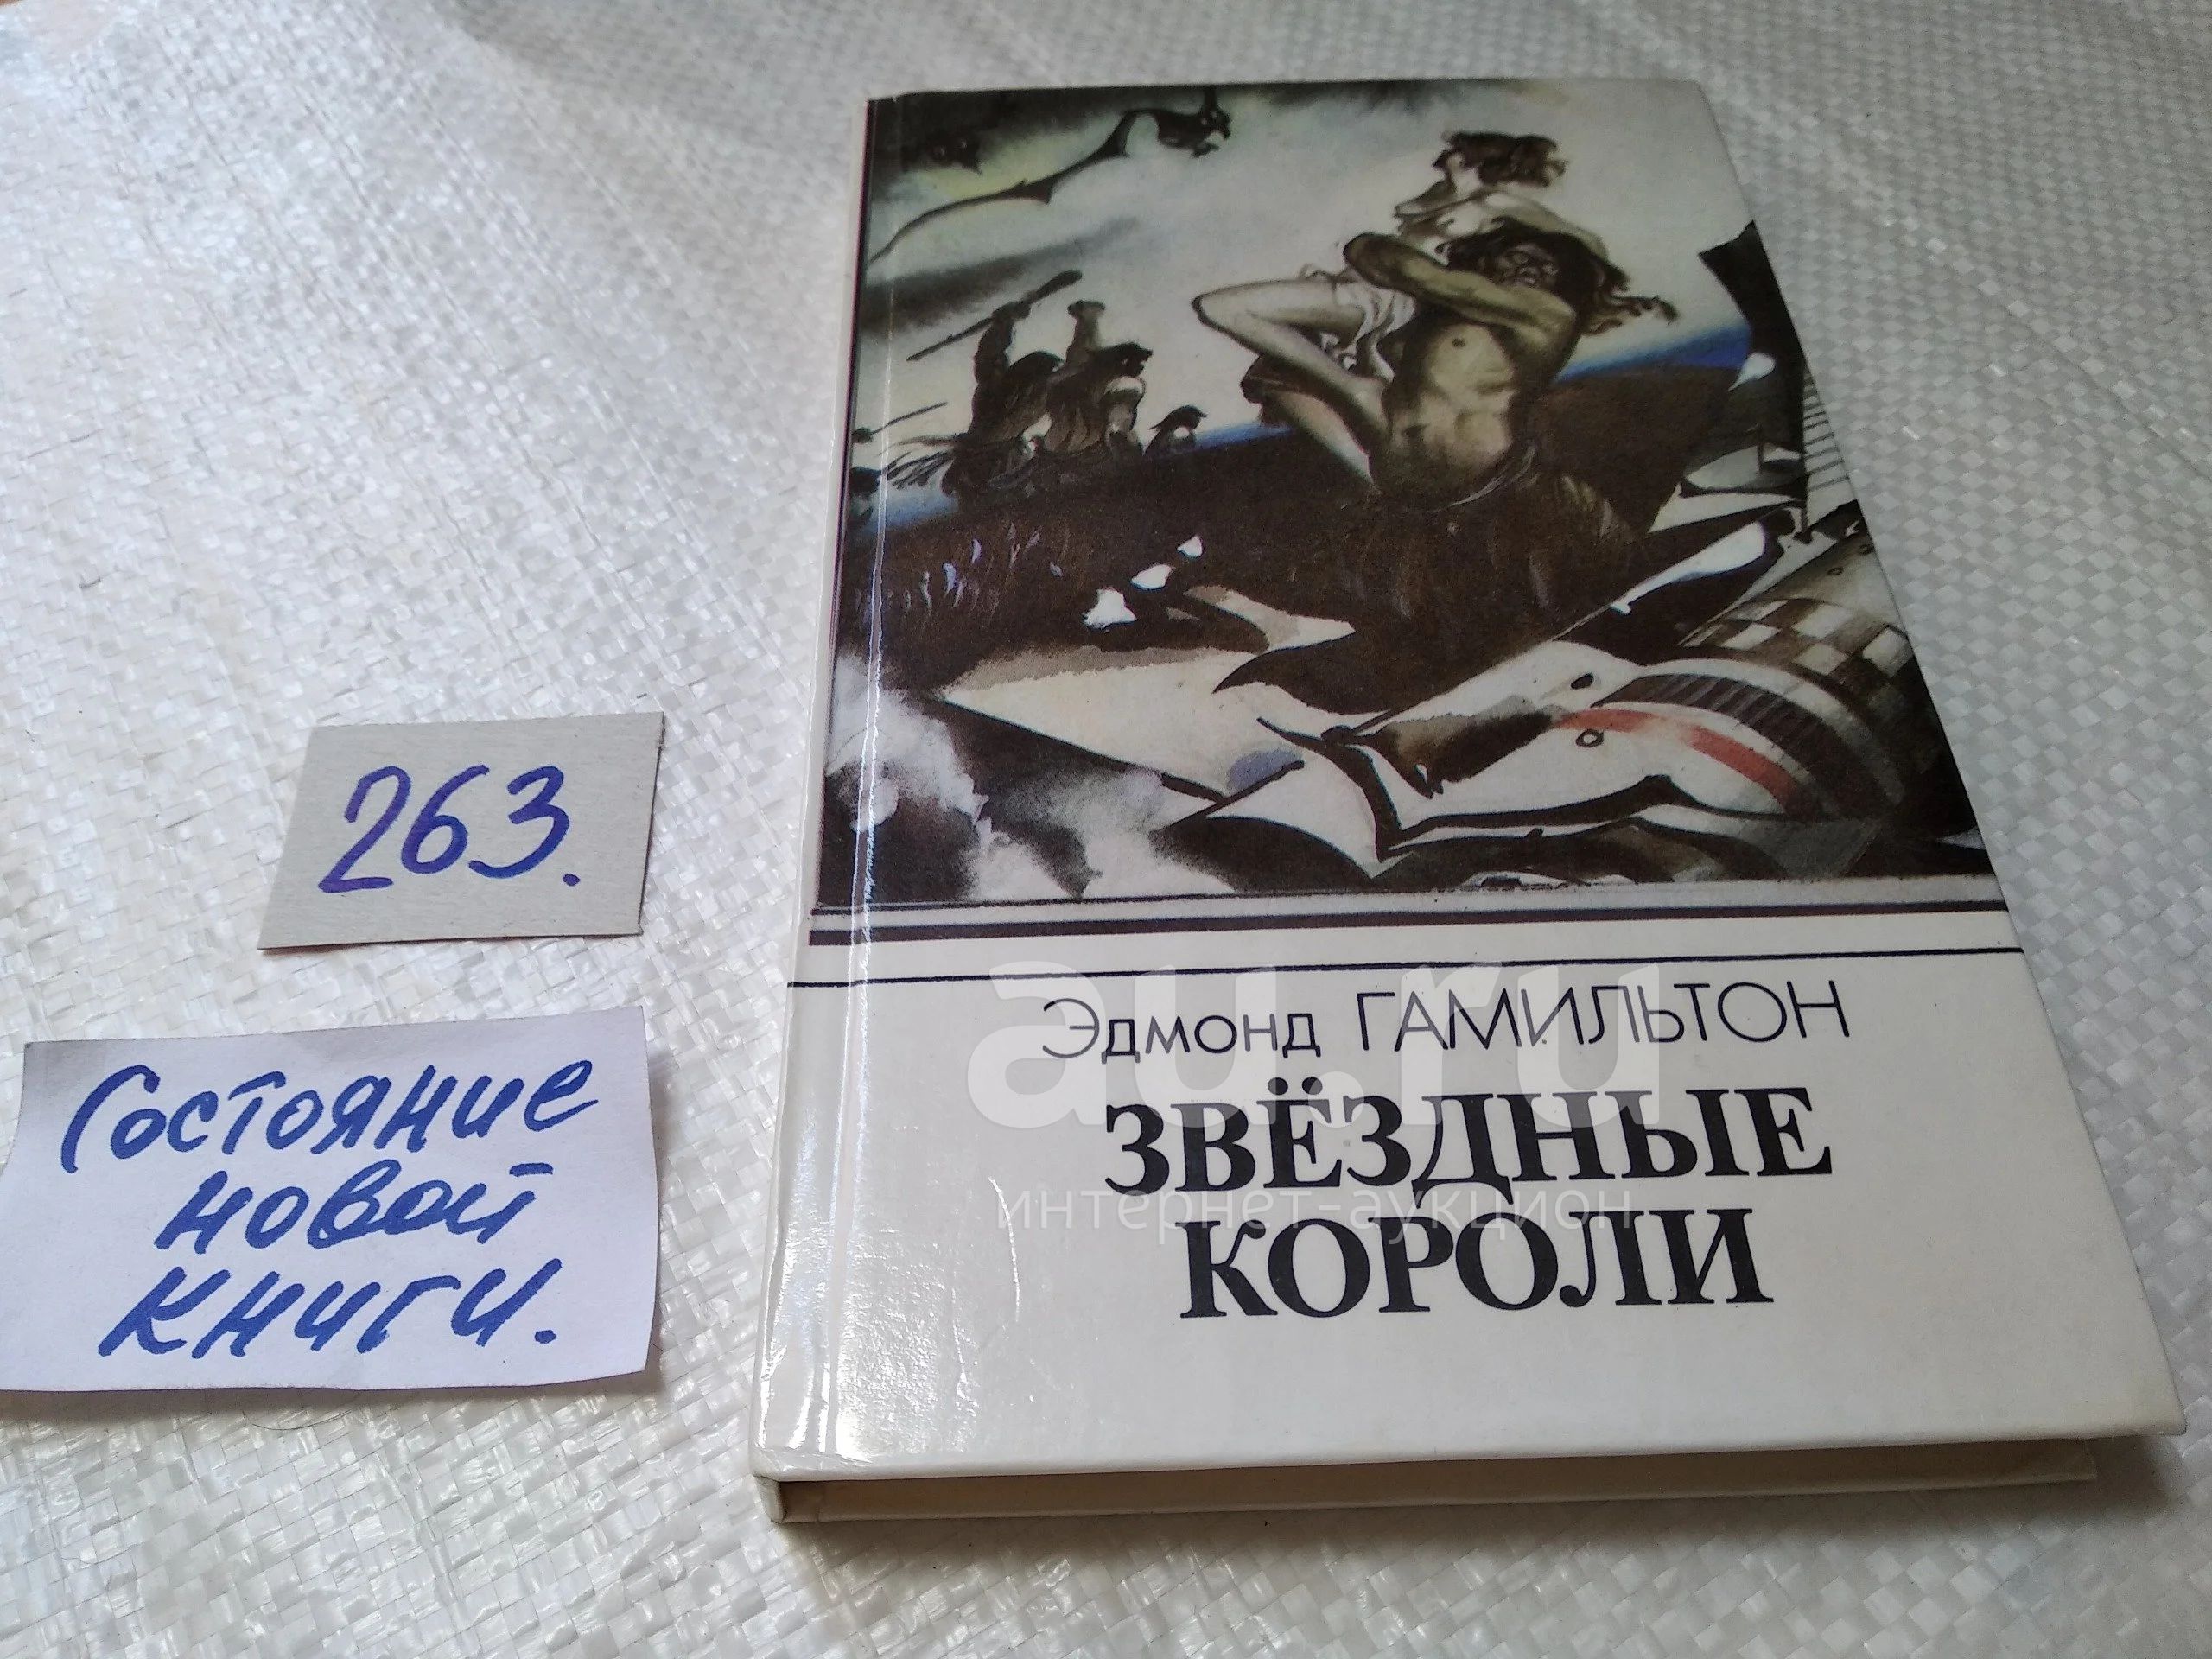 263.
Состояние
новой
книги.
Эдмонд ГАМИЛЬТОН
ЗВЁЗДНЫЕ
КОРОЛИ
au.ru
интернет-аукцион